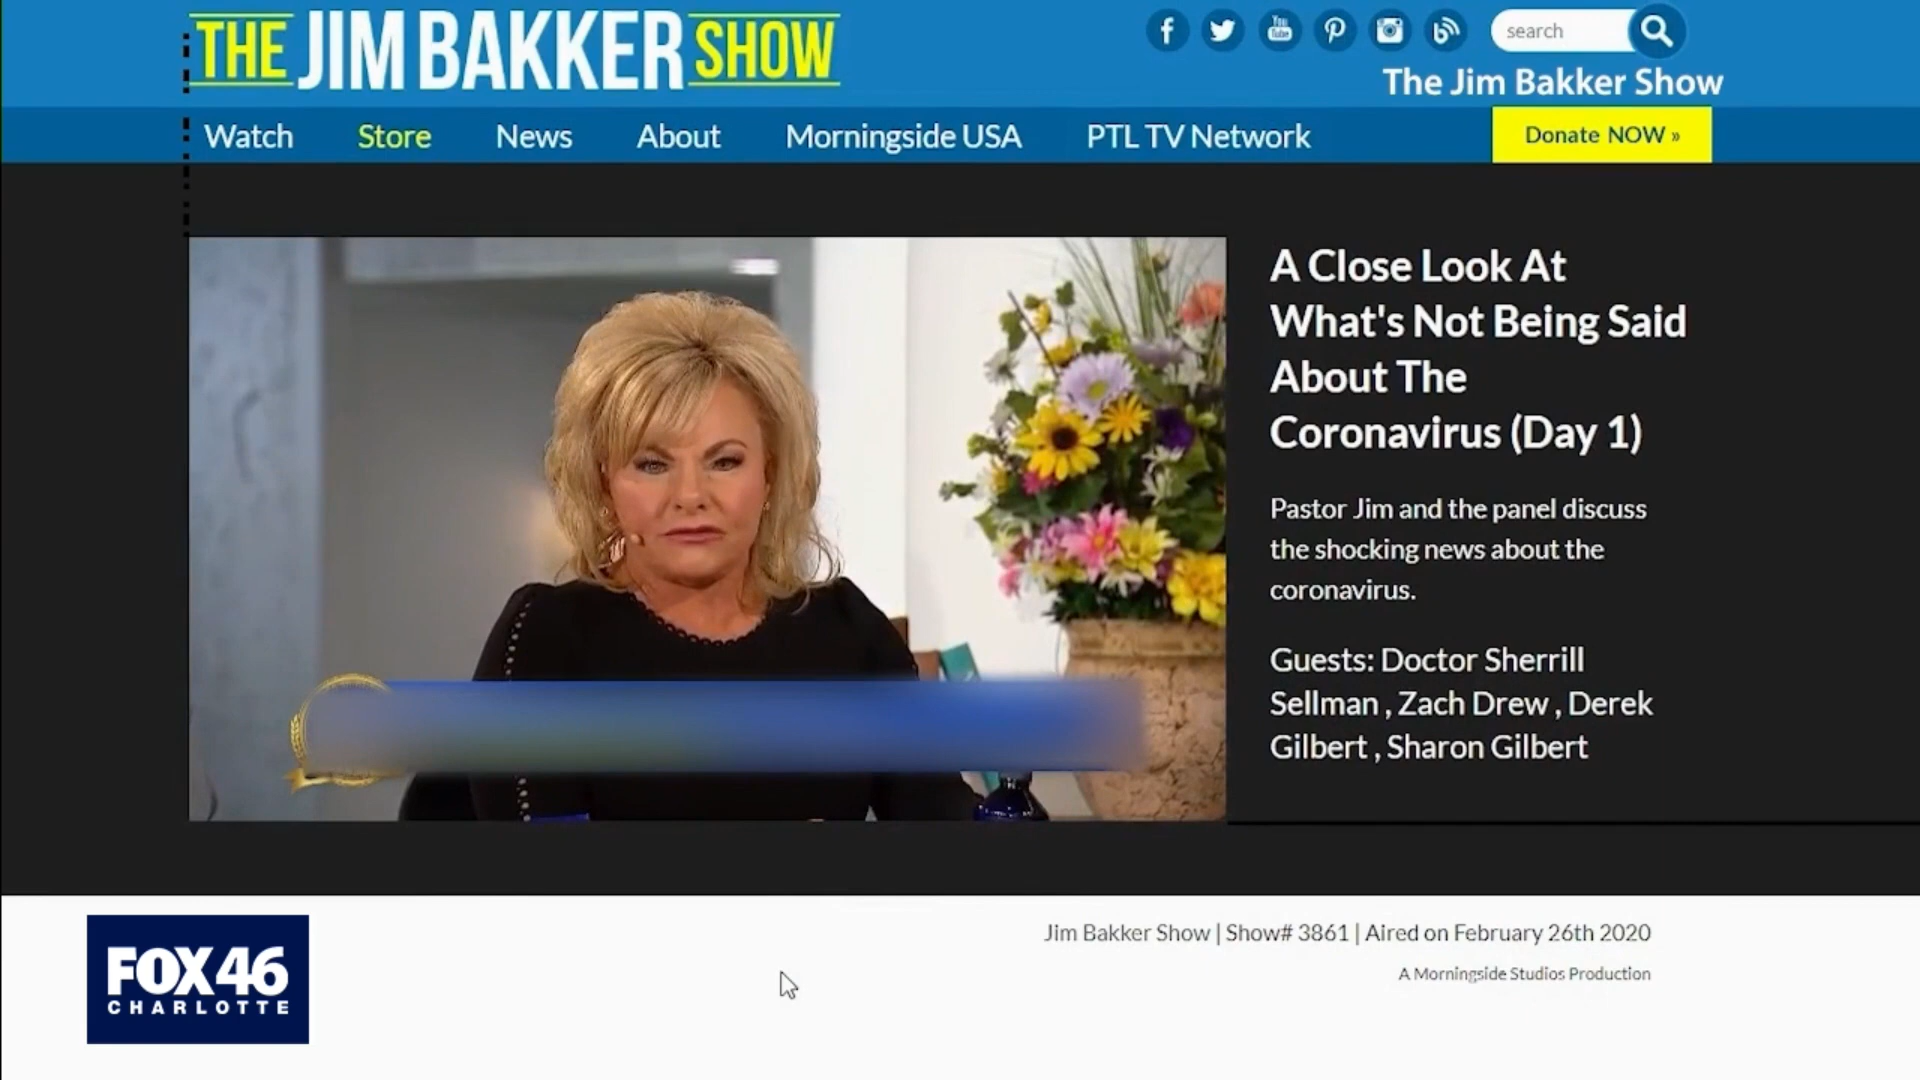 THE JIM BAKKER SHOW
search
The Jim Bakker Show
Watch Store News About Morningside USA PTL TV Network Donate NOW »
A Close Look At
What's Not Being Said
About The
Coronavirus (Day 1)
Pastor Jim and the panel discuss
the shocking news about the
coronavirus.
Guests: Doctor Sherrill
Sellman , Zach Drew , Derek
Gilbert , Sharon Gilbert
Jim Bakker Show | Show# 3861 | Aired on February 26th 2020
A Morningside Studios Production
FOX 46
CHARLOTTE